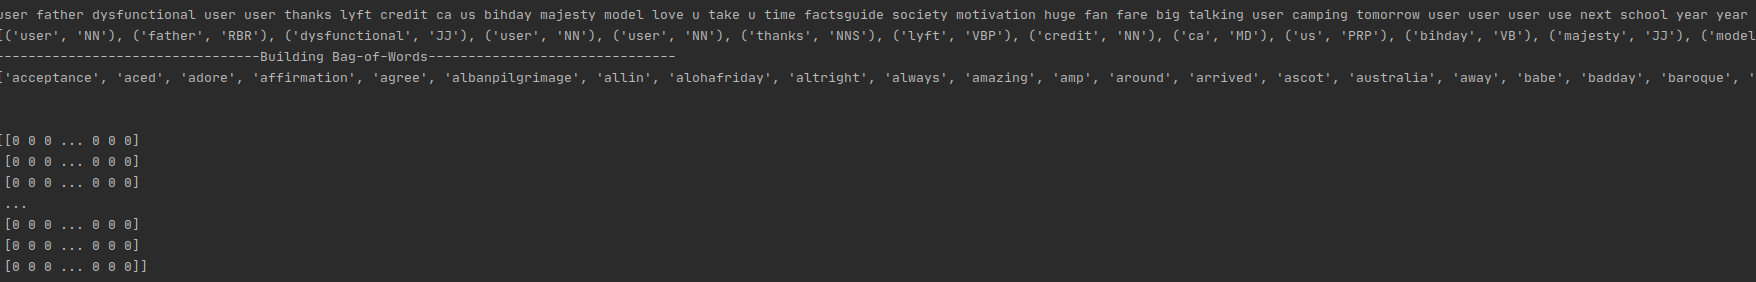 user father dysfunctional user user thanks lyft credit ca us bihday majesty model love u take u time factsguide society motivation huge fan fare big talking user camping tomorrow user user user use next school year year
[('user', 'NN'), ('father', 'RBR'), ('dysfunctional', 'JJ'), ('user', 'NN'), ('user', 'NN'), ('thanks', 'NNS'), ('lyft', 'VBP'), ('credit', 'NN'), ('ca', 'MD'), ('us', 'PRP'), ('bihday', 'VB'), ('majesty', 'JJ'), ('model
---------------------------------Building Bag-of-Words-------------------------------
['acceptance', 'aced', 'adore', 'affirmation', 'agree', 'albanpilgrimage', 'allin', 'alohafriday', 'altright', 'always', 'amazing', 'amp', 'around', 'arrived', 'ascot', 'australia', 'away', 'babe', 'badday', 'baroque', '
[[0 0 0 ... 0 0 0]
[0 0 0 ... 0 0 0]
[0 0 0 ... 0 0 0]
...
[0 0 0 ... 0 0 0]
[0 0 0 ... 0 0 0]
[0 0 0 ... 0 0 0]]